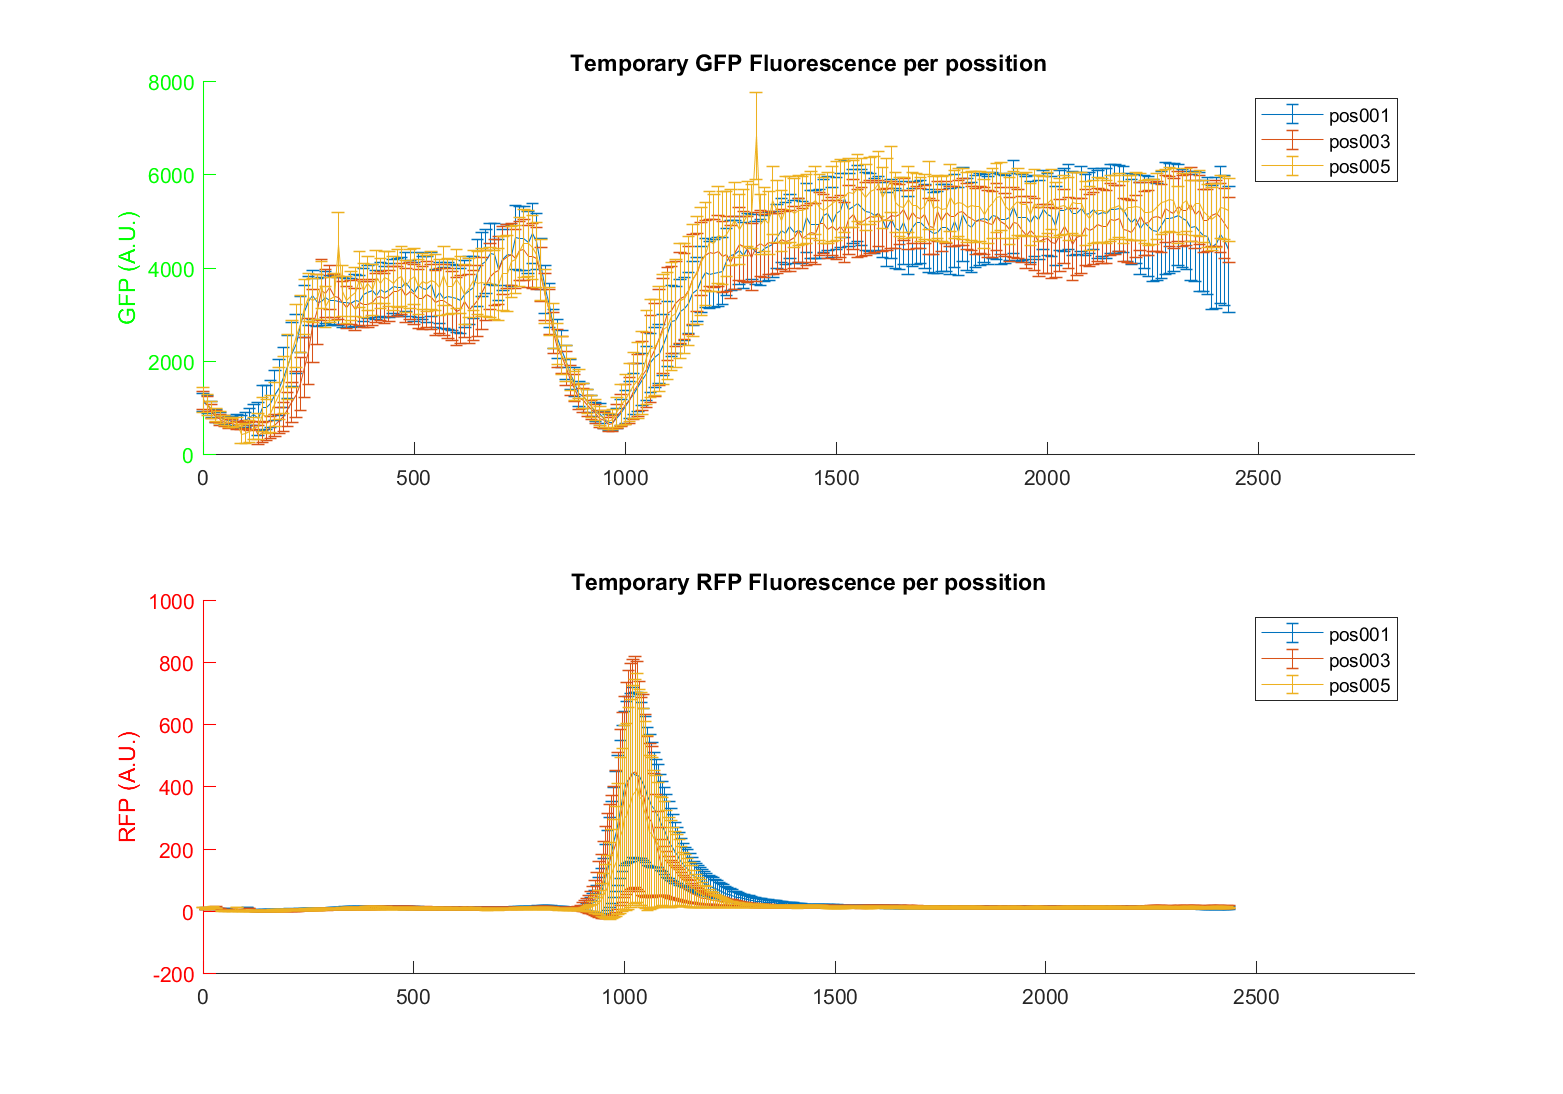 Temporary GFP Fluorescence per possition
GFP (A.U.)
8000
6000
4000
2000
0
0 500 1000 1500 2000 2500
pos001
pos003
pos005
Temporary RFP Fluorescence per possition
RFP (A.U.)
1000
800
600
400
200
0
-200
0 500 1000 1500 2000 2500
pos001
pos003
pos005